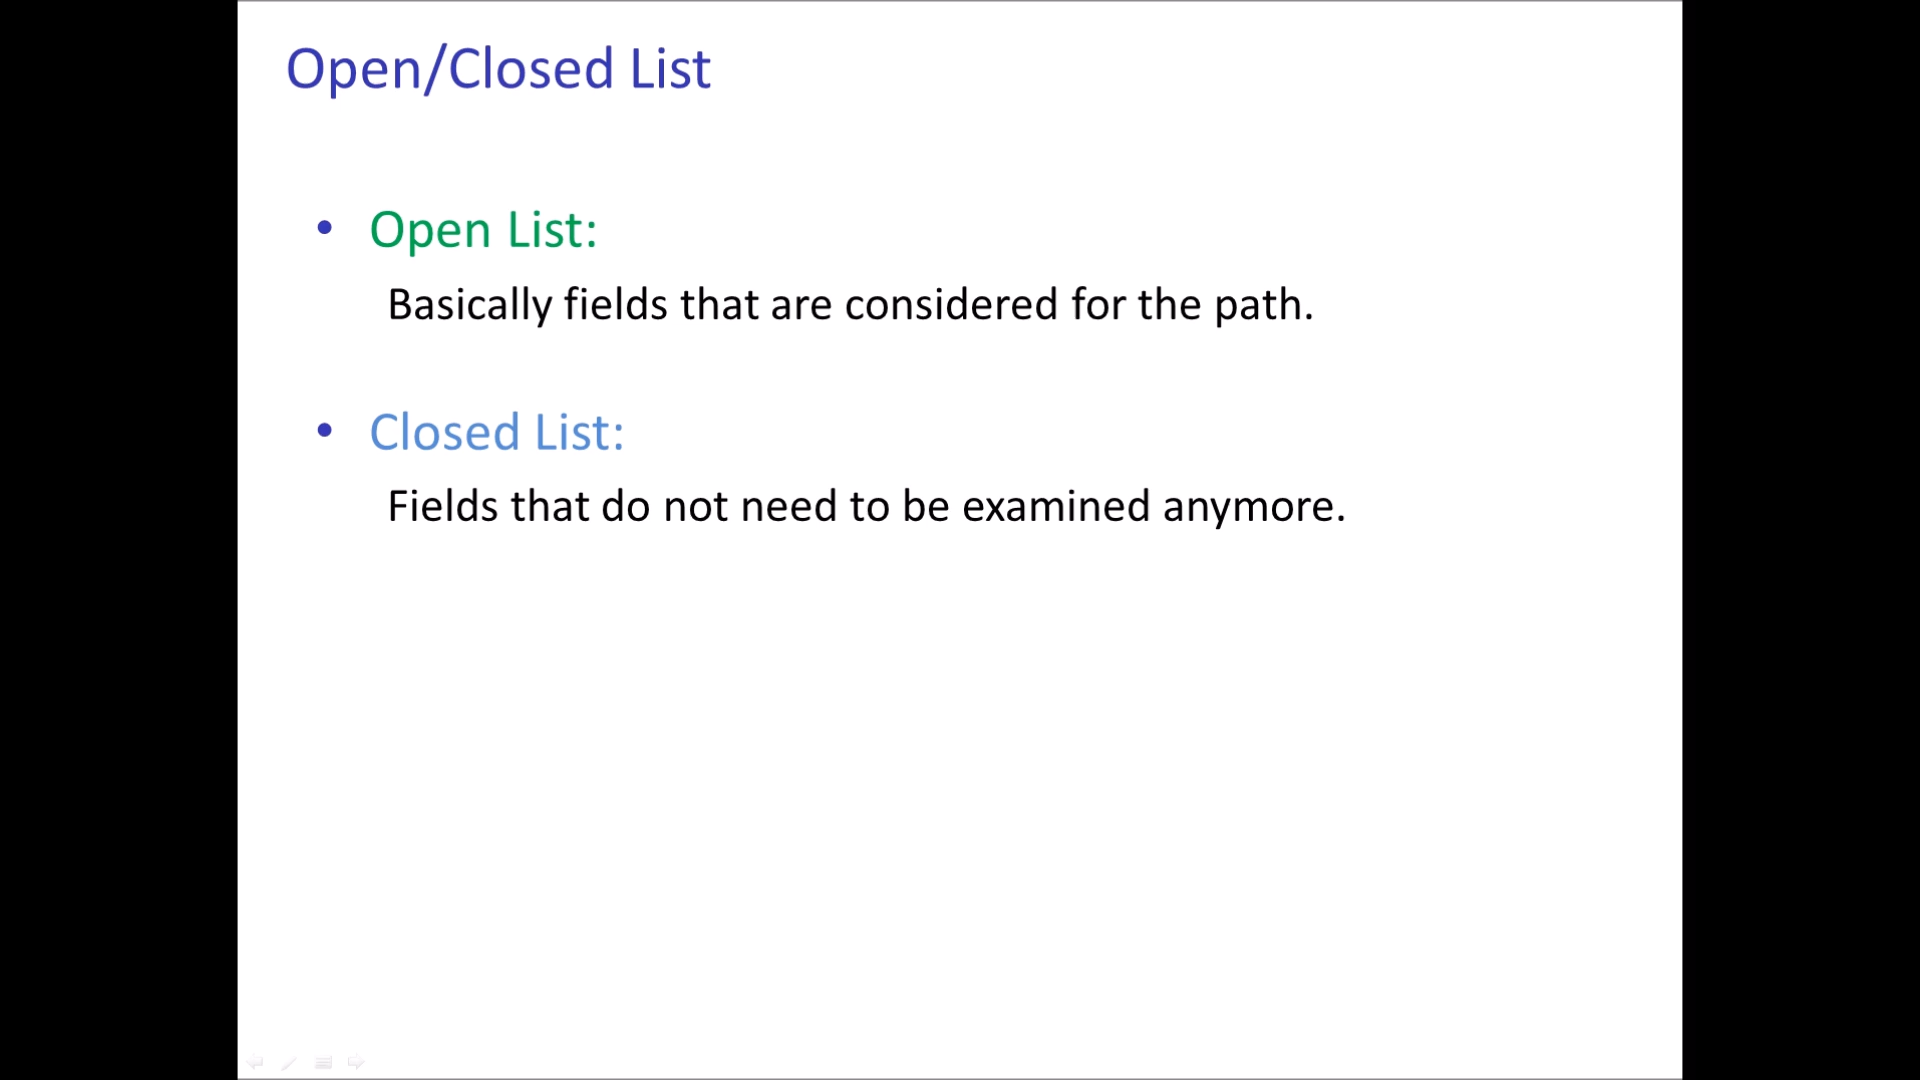 Open/Closed List
• Open List:
Basically fields that are considered for the path.
• Closed List:
Fields that do not need to be examined anymore.